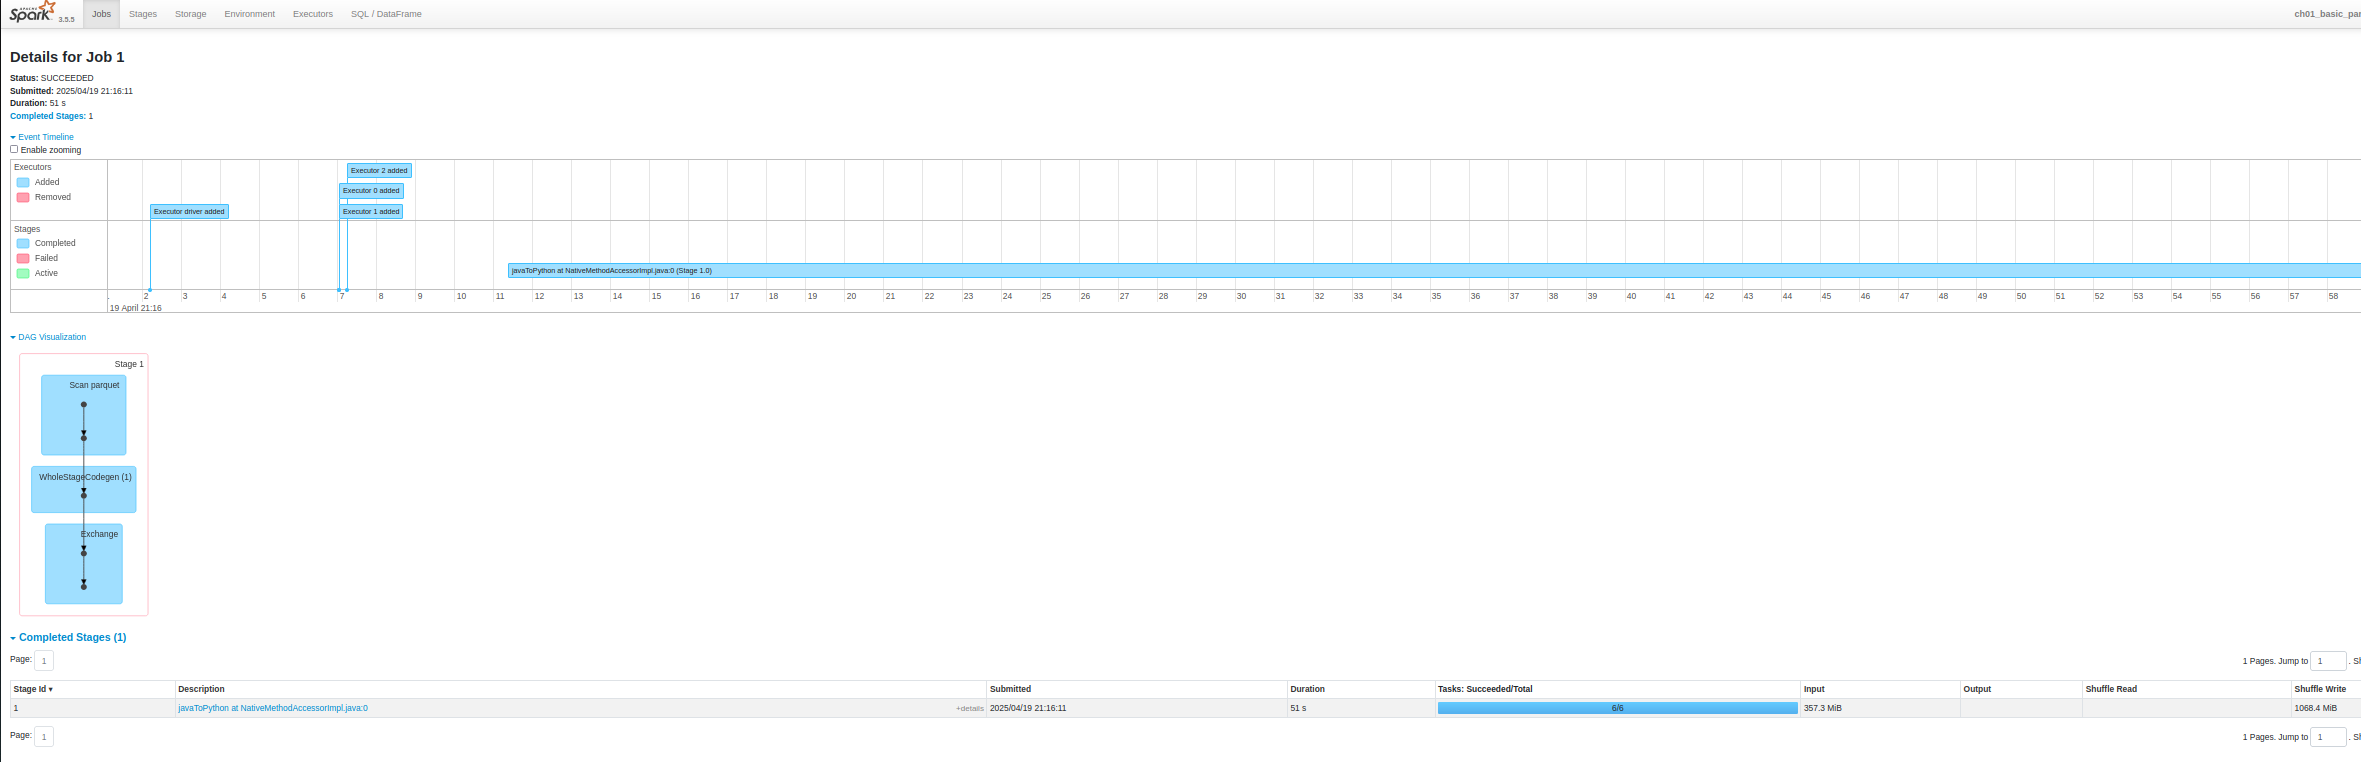 APACHE Spark 3.5.5 Jobs Stages Storage Environment Executors SQL / DataFrame ch01_basic_par
Details for Job 1
Status: SUCCEEDED
Submitted: 2025/04/19 21:16:11
Duration: 51 s
Completed Stages: 1
Event Timeline
Enable zooming
Executors
Added
Removed
Executor 2 added
Executor 0 added
Executor driver added Executor 1 added
Stages
Completed
Failed
Active
javaToPython at NativeMethodAccessorImpl.java:0 (Stage 1.0)
2 3 4 5 6 7 8 9 10 11 12 13 14 15 16 17 18 19 20 21 22 23 24 25 26 27 28 29 30 31 32 33 34 35 36 37 38 39 40 41 42 43 44 45 46 47 48 49 50 51 52 53 54 55 56 57 58
19 April 21:16
DAG Visualization
Stage 1
Scan parquet
WholeStageCodegen (1)
Exchange
Completed Stages (1)
Page: 1 1 Pages. Jump to 1 . Sh
Stage Id ▾ Description Submitted Duration Tasks: Succeeded/Total Input Output Shuffle Read Shuffle Write
1 javaToPython at NativeMethodAccessorImpl.java:0 +details 2025/04/19 21:16:11 51 s 6/6 357.3 MiB 1068.4 MiB
Page: 1 1 Pages. Jump to 1 . Sh